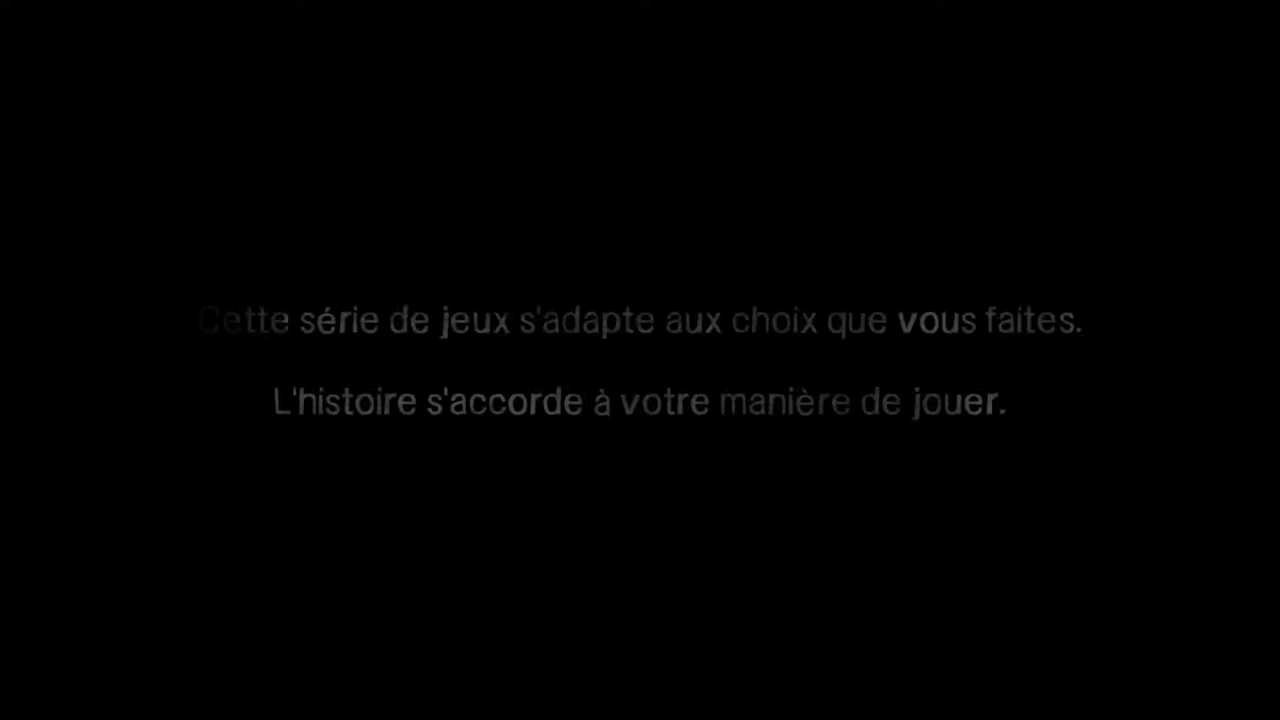 Cette série de jeux s'adapte aux choix que vous faites.
L'histoire s'accorde à votre manière de jouer.